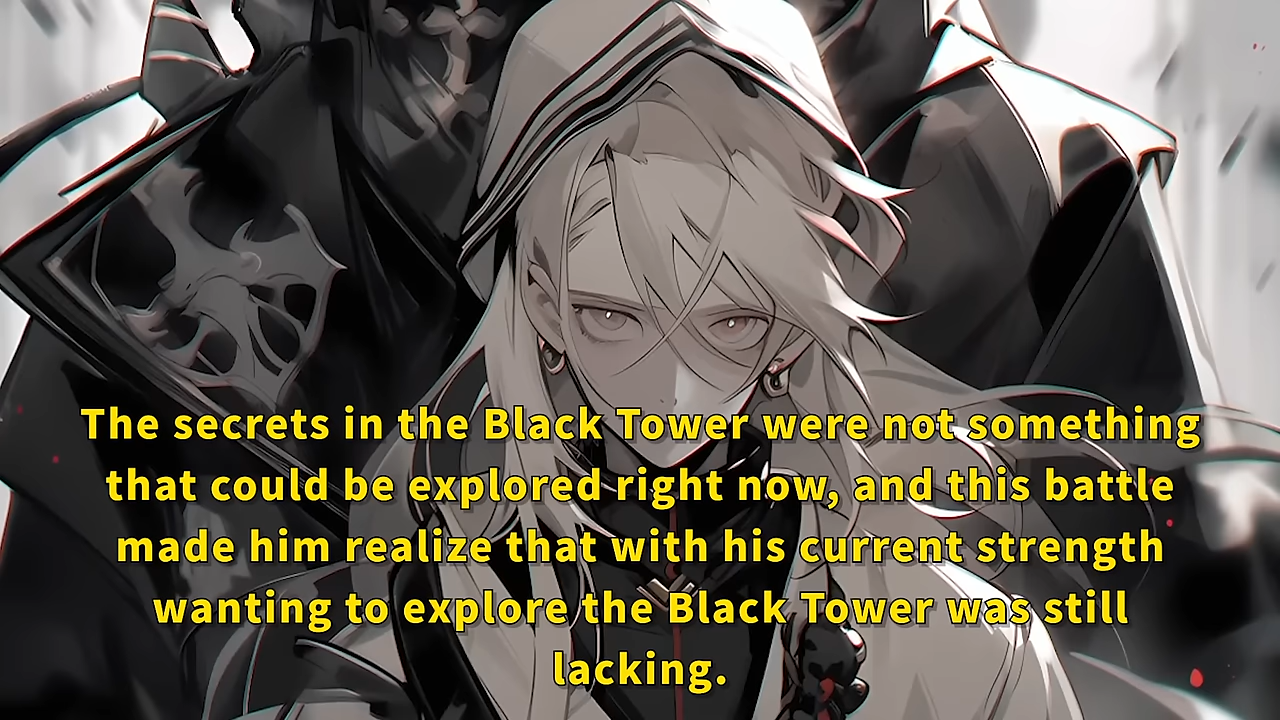 The secrets in the Black Tower were not something
that could be explored right now, and this battle
made him realize that with his current strength
wanting to explore the Black Tower was still
lacking.